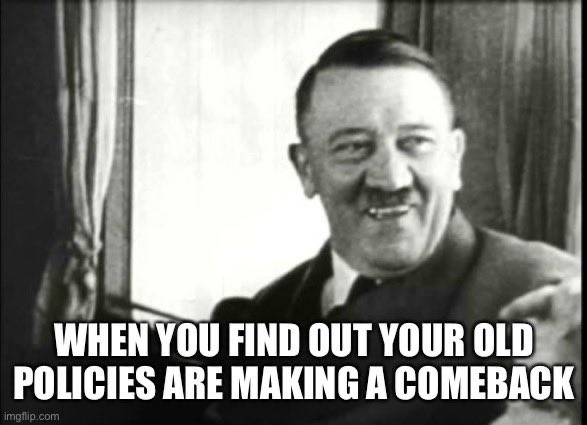 WHEN YOU FIND OUT YOUR OLD
POLICIES ARE MAKING A COMEBACK
imgflip.com